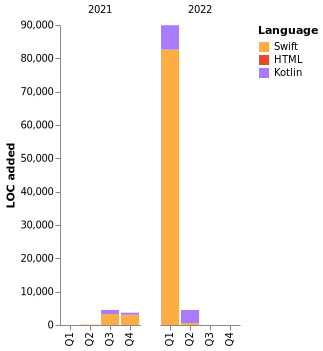 2021 2022
Language
Swift
HTML
Kotlin
LOC added
90,000
80,000
70,000
60,000
50,000
40,000
30,000
20,000
10,000
0
Q1 Q2 Q3 Q4 Q1 Q2 Q3 Q4